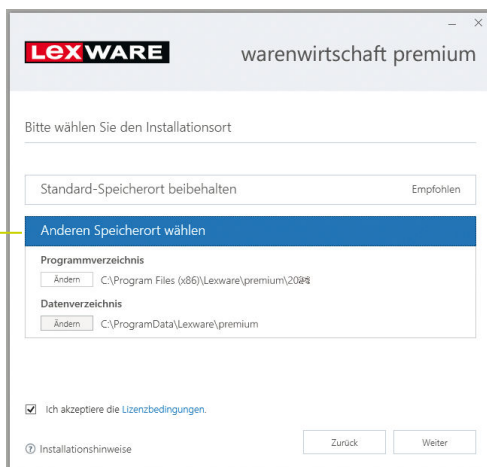 LEXWARE
warenwirtschaft premium
Bitte wählen Sie den Installationsort
Standard-Speicherort beibehalten Empfohlen
Anderen Speicherort wählen
Programmverzeichnis
Ändern C:\Program Files (x86)\Lexware\premium\
Datenverzeichnis
Ändern C:\ProgramData\Lexware\premium
Ich akzeptiere die Lizenzbedingungen.
Installationshinweise Zurück Weiter